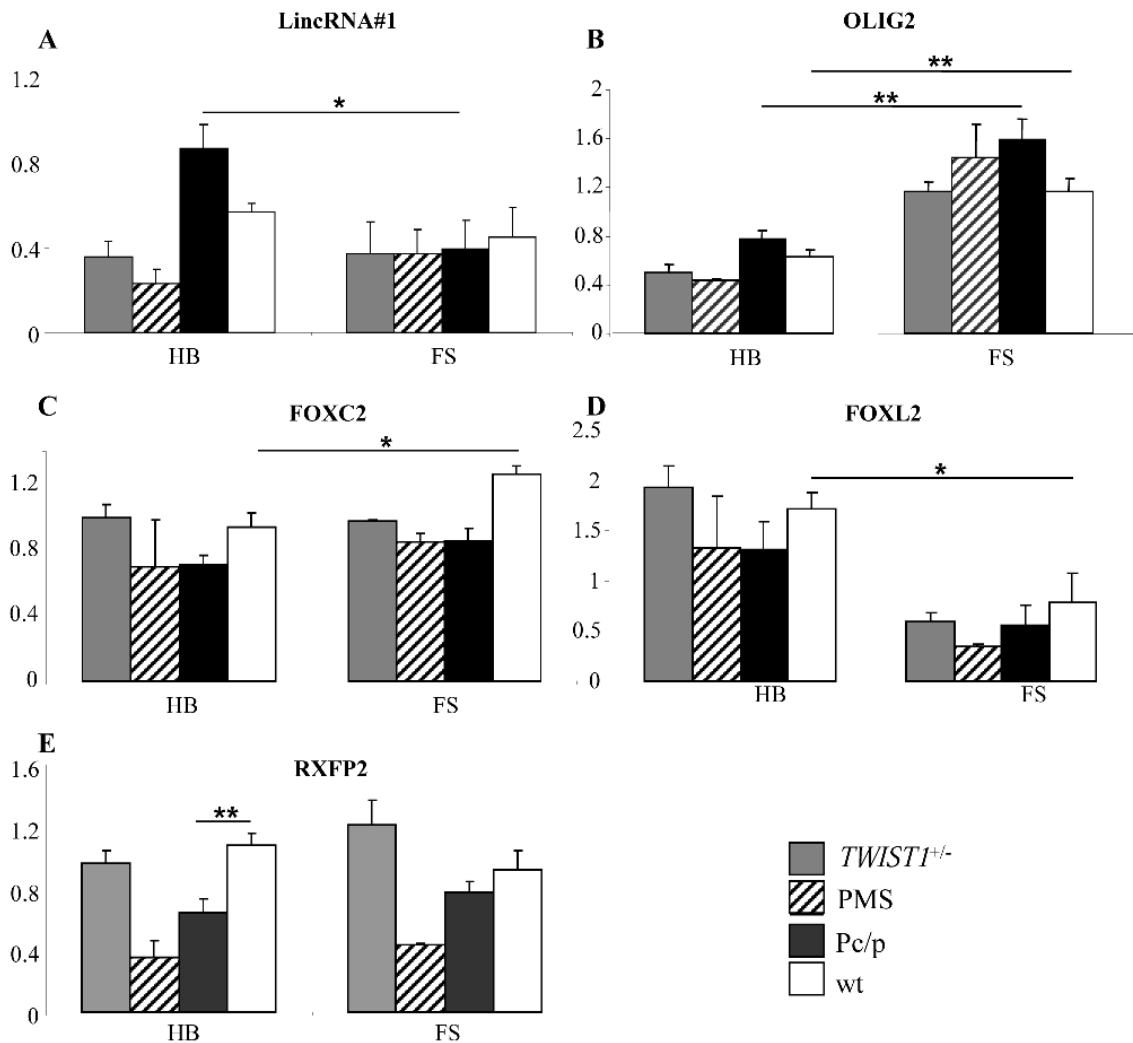 LincRNA#1
A
1.2
0.8
0.4
0
*
HB
FS
OLIG2
B
2
1.6
1.2
0.8
0.4
0
**
**
HB
FS
C
FOXC2
1.2
0.8
0.4
0
*
HB
FS
D
FOXL2
2.5
2
1.5
1
0.5
0
*
HB
FS
E
RXFP2
1.6
1.2
0.8
0.4
0
**
HB
FS
TWIST1+/-
PMS
Pc/p
wt